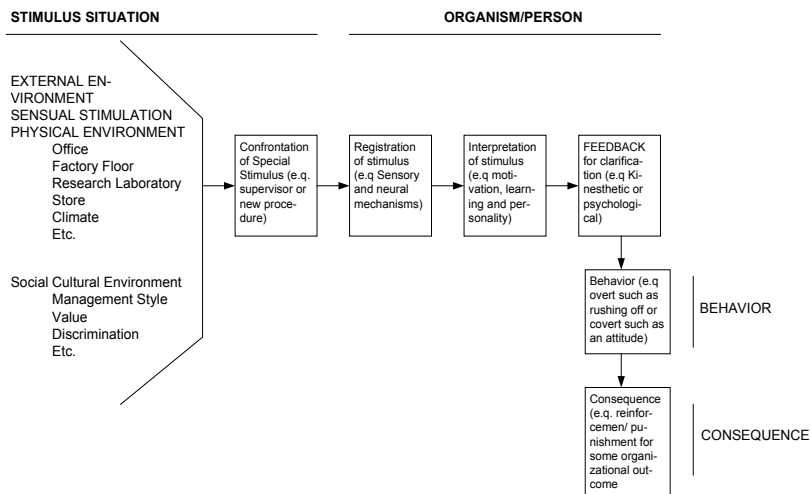 STIMULUS SITUATION
ORGANISM/PERSON
EXTERNAL EN-
VIRONMENT
SENSUAL STIMULATION
PHYSICAL ENVIRONMENT
Office
Factory Floor
Research Laboratory
Store
Climate
Etc.
Social Cultural Environment
Management Style
Value
Discrimination
Etc.
Confrontation
of Special
Stimulus (e.q.
supervisor or
new proce-
dure)
Registration
of stimulus
(e.q Sensory
and neural
mechanisms)
Interpretation
of stimulus
(e.q moti-
vation, learn-
ing and per-
sonality)
FEEDBACK
for clarifica-
tion (e.q Ki-
nesthetic or
psychological)
Behavior (e.q
overt such as
rushing off or
covert such as
an attitude)
BEHAVIOR
Consequence
(e.q. reinfor-
cemen/ pu-
nishment for
some organi-
zational out-
come
CONSEQUENCE